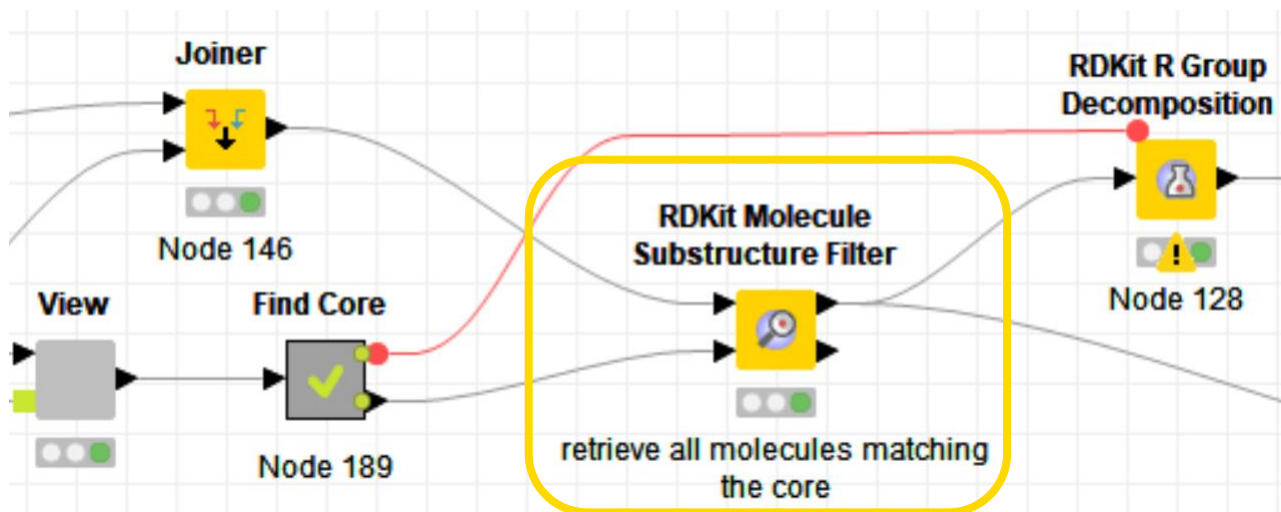 Joiner
Node 146
RDKit R Group
Decomposition
Node 128
RDKit Molecule
Substructure Filter
retrieve all molecules matching
the core
View
Find Core
Node 189